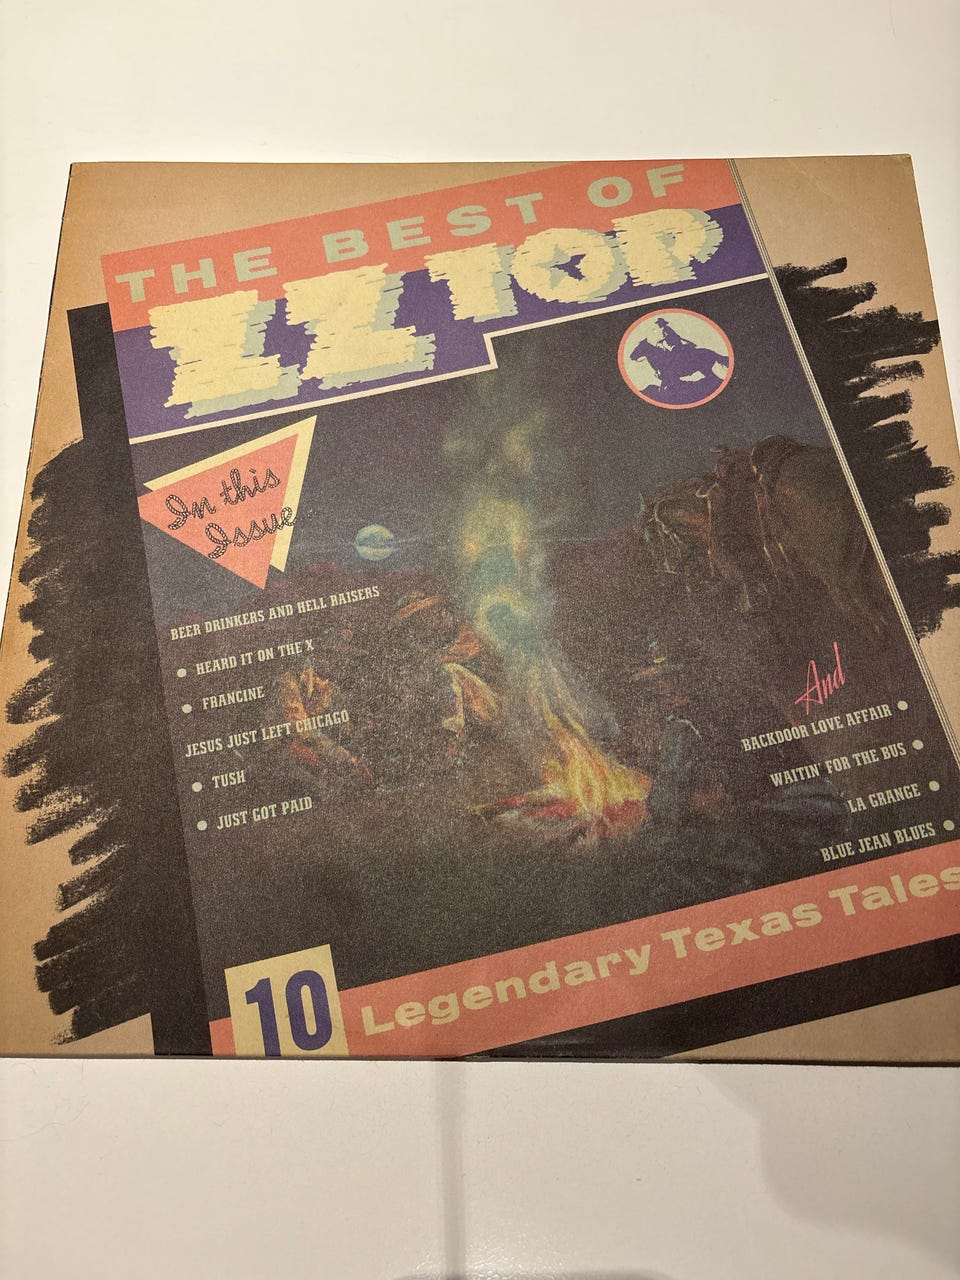 THE BEST OF
ZZ TOP
In this
Issue
BEER DRINKERS AND HELL RAISERS
• HEARD IT ON THE X
• FRANCINE
JESUS JUST LEFT CHICAGO
• TUSH
• JUST GOT PAID
And
BACKDOOR LOVE AFFAIR •
WAITIN' FOR THE BUS •
LA GRANGE •
BLUE JEAN BLUES •
10 Legendary Texas Tales